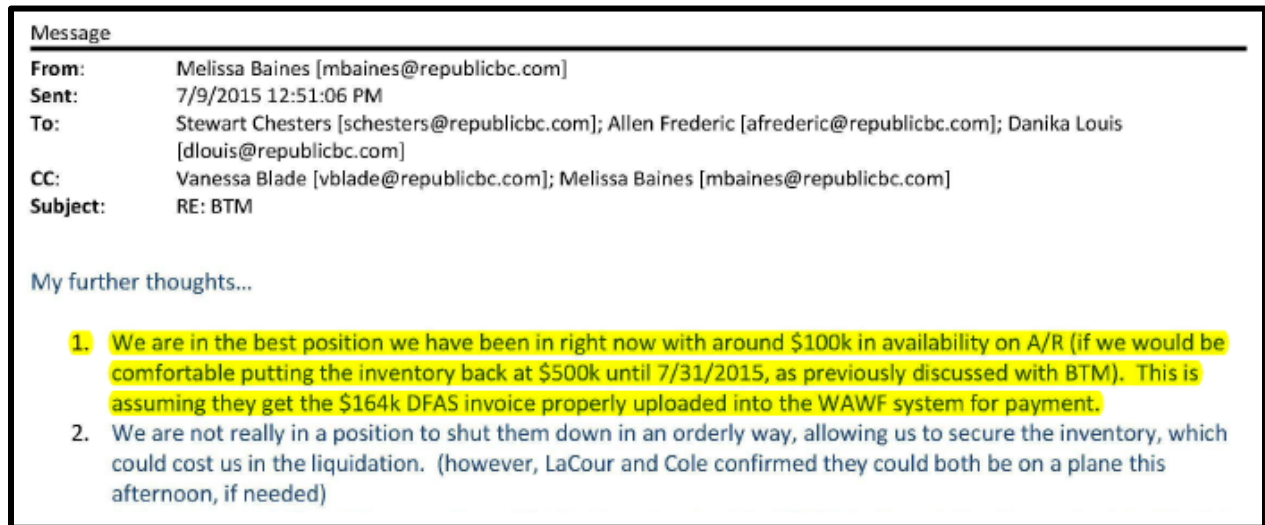 Message
From: Melissa Baines [mbaines@republicbc.com]
Sent: 7/9/2015 12:51:06 PM
To: Stewart Chesters [schesters@republicbc.com]; Allen Frederic [afrederic@republicbc.com]; Danika Louis
[dlouis@republicbc.com]
CC: Vanessa Blade [vblade@republicbc.com]; Melissa Baines [mbaines@republicbc.com]
Subject: RE: BTM
My further thoughts...
1. We are in the best position we have been in right now with around $100k in availability on A/R (if we would be
comfortable putting the inventory back at $500k until 7/31/2015, as previously discussed with BTM). This is
assuming they get the $164k DFAS invoice properly uploaded into the WAWF system for payment.
2. We are not really in a position to shut them down in an orderly way, allowing us to secure the inventory, which
could cost us in the liquidation. (however, LaCour and Cole confirmed they could both be on a plane this
afternoon, if needed)